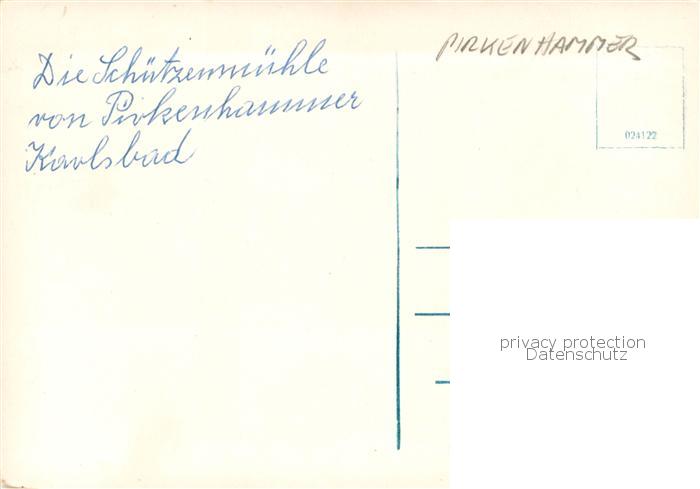 Die Schützenmühle
von Pirkenhammer
Karlsbad
PIRKENHAMMER
024122
privacy protection
Datenschutz